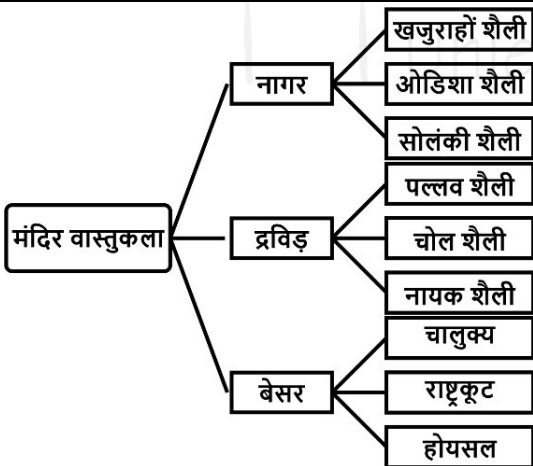 मंदिर वास्तुकला
नागर
खजुराहों शैली
ओडिशा शैली
सोलंकी शैली
द्रविड़
पल्लव शैली
चोल शैली
नायक शैली
बेसर
चालुक्य
राष्ट्रकूट
होयसल